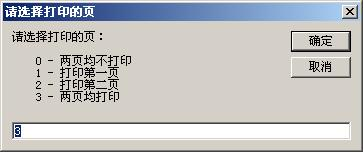 请选择打印的页
请选择打印的页：
确定
0 - 两页均不打印
1 - 打印第一页
2 - 打印第二页
3 - 两页均打印
取消
3